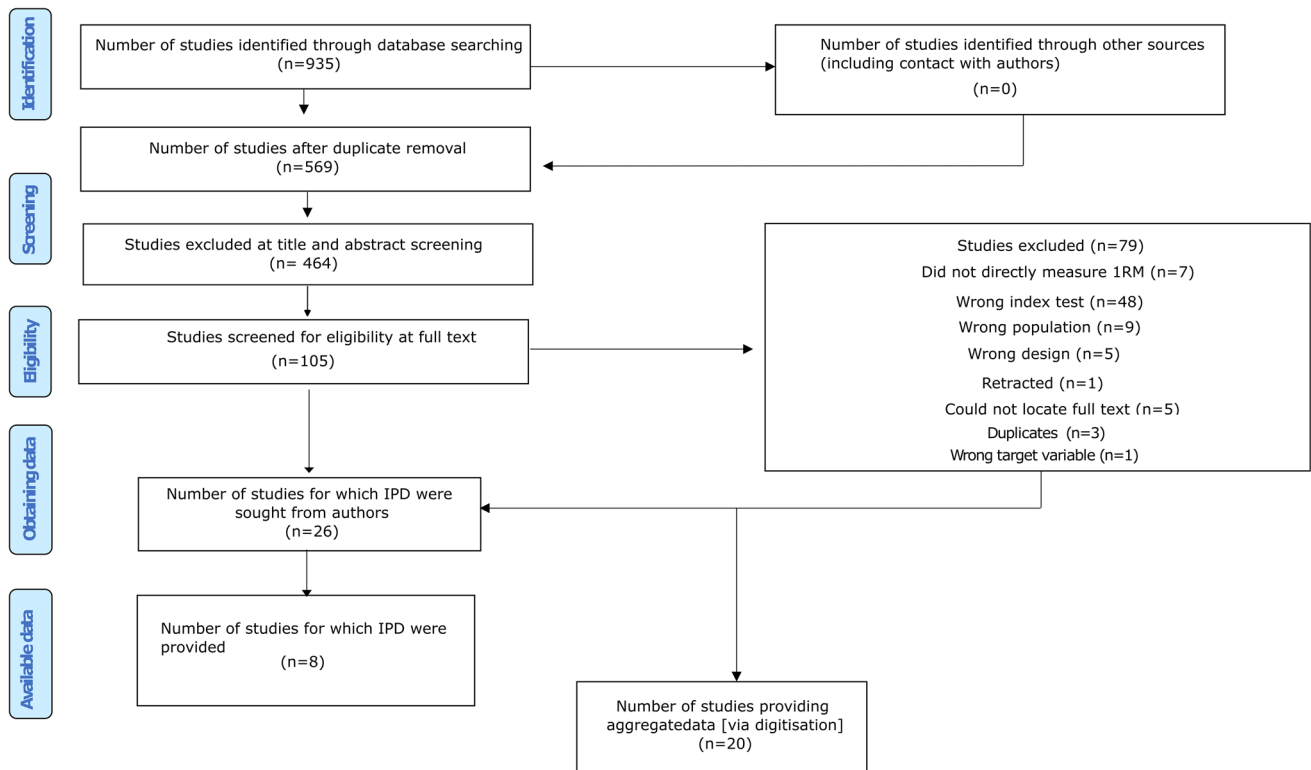 Identification
Number of studies identified through database searching
(n=935)
Number of studies identified through other sources
(including contact with authors)
(n=0)
Number of studies after duplicate removal
(n=569)
Screening
Studies excluded at title and abstract screening
(n= 464)
Studies excluded (n=79)
Did not directly measure 1RM (n=7)
Wrong index test (n=48)
Wrong population (n=9)
Wrong design (n=5)
Retracted (n=1)
Could not locate full text (n=5)
Duplicates (n=3)
Wrong target variable (n=1)
Eligibility
Studies screened for eligibility at full text
(n=105)
Obtaining data
Number of studies for which IPD were
sought from authors
(n=26)
Available data
Number of studies for which IPD were
provided
(n=8)
Number of studies providing
aggregatedata [via digitisation]
(n=20)